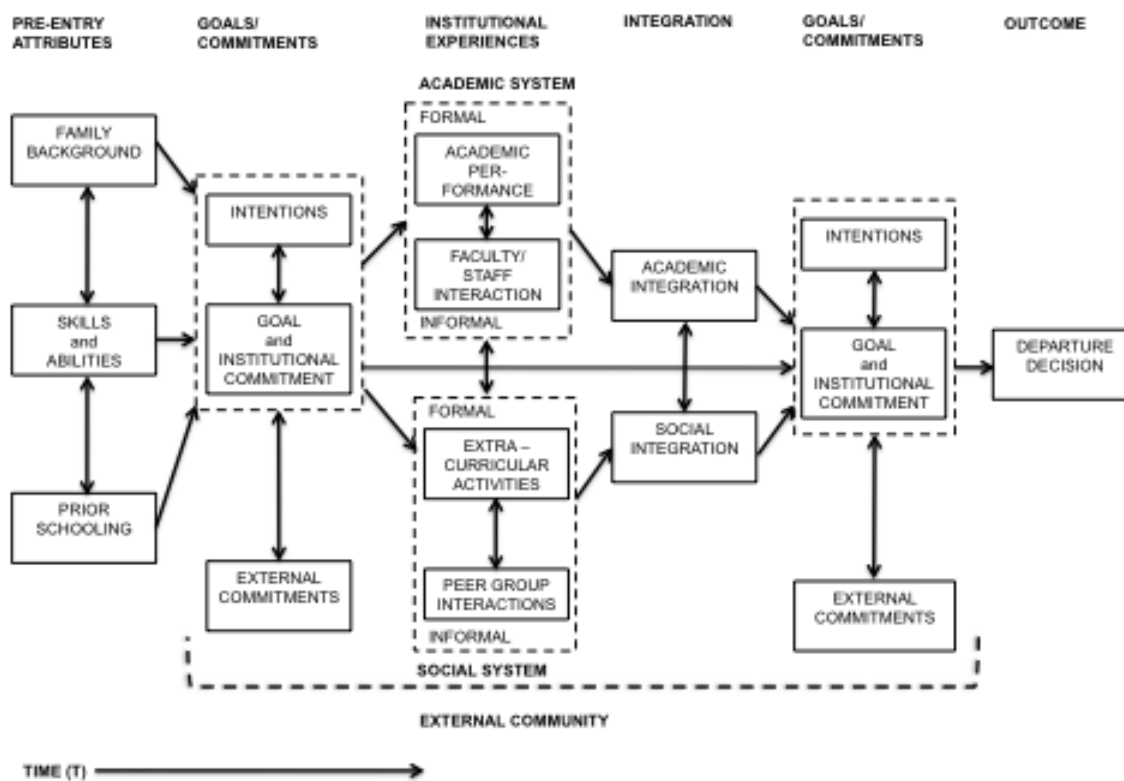 PRE-ENTRY
ATTRIBUTES
GOALS/
COMMITMENTS
INSTITUTIONAL
EXPERIENCES
INTEGRATION
GOALS/
COMMITMENTS
OUTCOME
ACADEMIC SYSTEM
FAMILY
BACKGROUND
SKILLS
and
ABILITIES
PRIOR
SCHOOLING
INTENTIONS
GOAL
and
INSTITUTIONAL
COMMITMENT
EXTERNAL
COMMITMENTS
FORMAL
ACADEMIC
PER-
FORMANCE
FACULTY/
STAFF
INTERACTION
INFORMAL
FORMAL
EXTRA –
CURRICULAR
ACTIVITIES
PEER GROUP
INTERACTIONS
INFORMAL
SOCIAL SYSTEM
ACADEMIC
INTEGRATION
SOCIAL
INTEGRATION
INTENTIONS
GOAL
and
INSTITUTIONAL
COMMITMENT
EXTERNAL
COMMITMENTS
DEPARTURE
DECISION
EXTERNAL COMMUNITY
TIME (T)